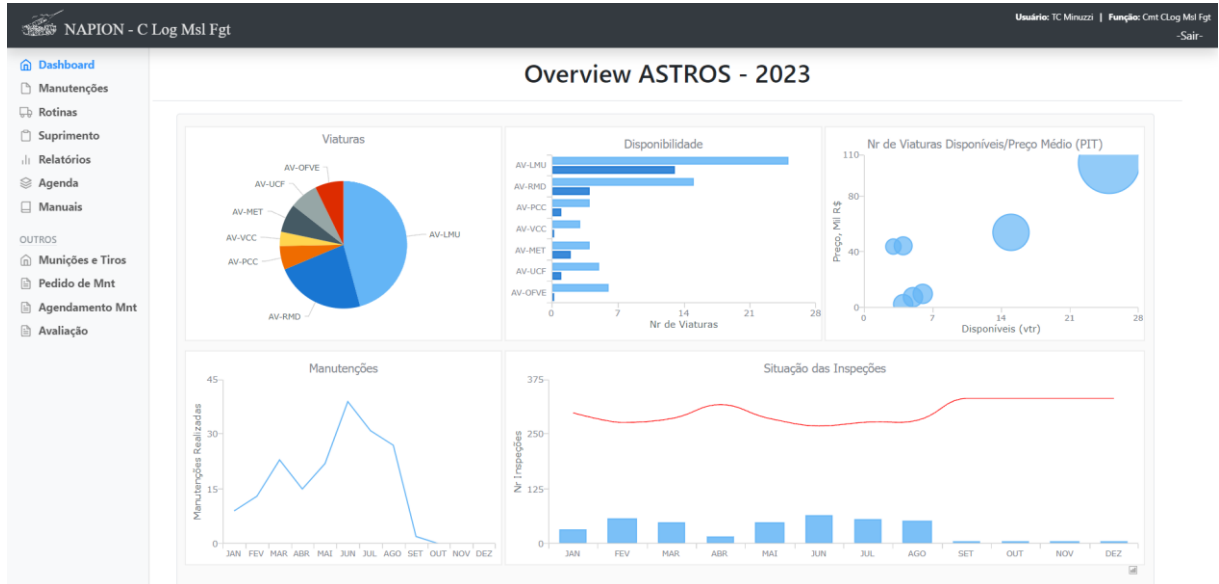 NAPION - C Log Msl Fgt
Usuário: TC Minuzzi | Função: Cmt CLog Msl Fgt
-Sair-
Dashboard
Manutenções
Rotinas
Suprimento
Relatórios
Agenda
Manuais
OUTROS
Munições e Tiros
Pedido de Mnt
Agendamento Mnt
Avaliação
Overview ASTROS - 2023
Viaturas
AV-OFVE
AV-UCF
AV-MET
AV-VCC
AV-PCC
AV-RMD
AV-LMU
Disponibilidade
AV-LMU
AV-RMD
AV-PCC
AV-VCC
AV-MET
AV-UCF
AV-OFVE
0 7 14 21 28
Nr de Viaturas
Nr de Viaturas Disponíveis/Preço Médio (PIT)
110
80
40
0
Preço, Mil R$
0 7 14 21 28
Disponíveis (vtr)
Manutenções
45
30
15
0
Manutenções Realizadas
JAN FEV MAR ABR MAI JUN JUL AGO SET OUT NOV DEZ
Situação das Inspeções
375
250
125
0
Nr Inspeções
JAN FEV MAR ABR MAI JUN JUL AGO SET OUT NOV DEZ